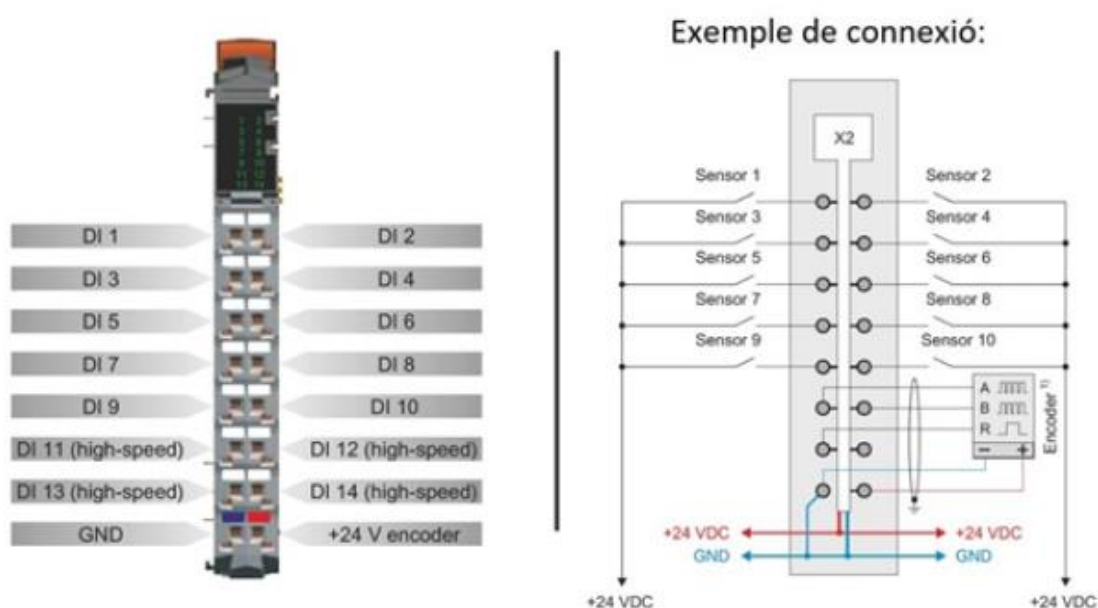 Exemple de connexió:
DI 1
DI 2
DI 3
DI 4
DI 5
DI 6
DI 7
DI 8
DI 9
DI 10
DI 11 (high-speed)
DI 12 (high-speed)
DI 13 (high-speed)
DI 14 (high-speed)
GND
+24 V encoder
X2
Sensor 1
Sensor 2
Sensor 3
Sensor 4
Sensor 5
Sensor 6
Sensor 7
Sensor 8
Sensor 9
Sensor 10
A
B
R
− +
Encoder 1)
+24 VDC
+24 VDC
GND
GND
+24 VDC
+24 VDC